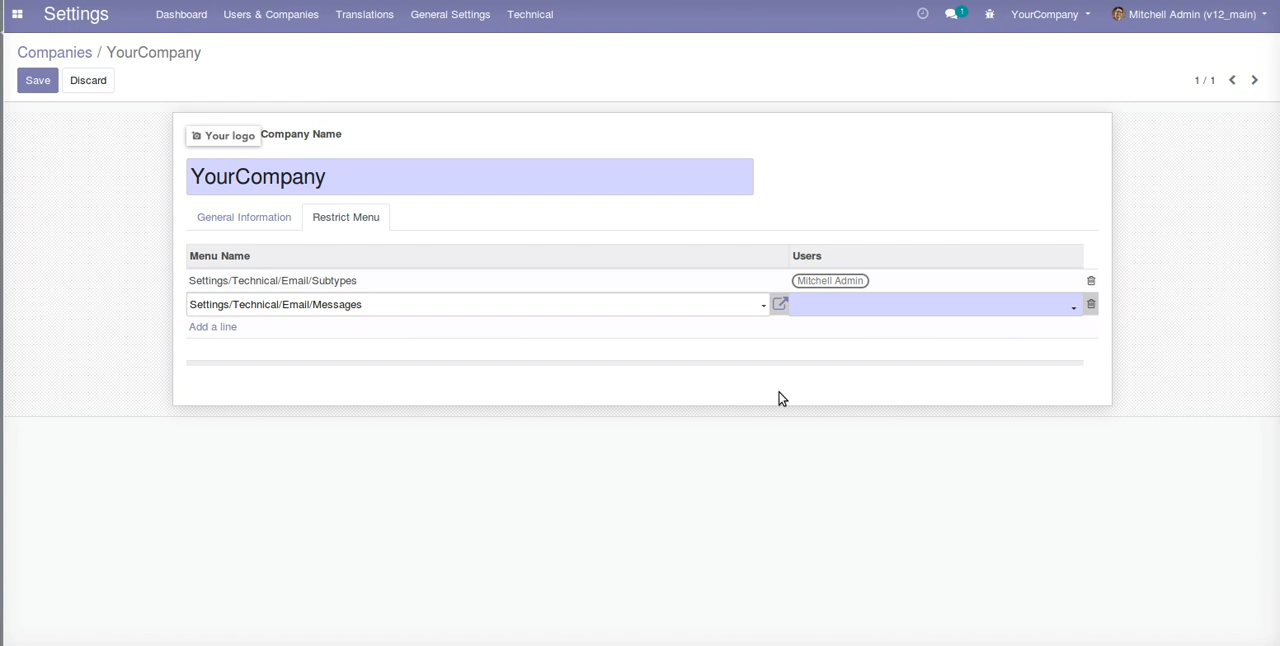 Settings Dashboard Users & Companies Translations General Settings Technical 1 YourCompany Mitchell Admin (v12_main)
Companies / YourCompany
Save Discard 1 / 1
Your logo Company Name
YourCompany
General Information Restrict Menu
Menu Name Users
Settings/Technical/Email/Subtypes Mitchell Admin
Settings/Technical/Email/Messages
Add a line